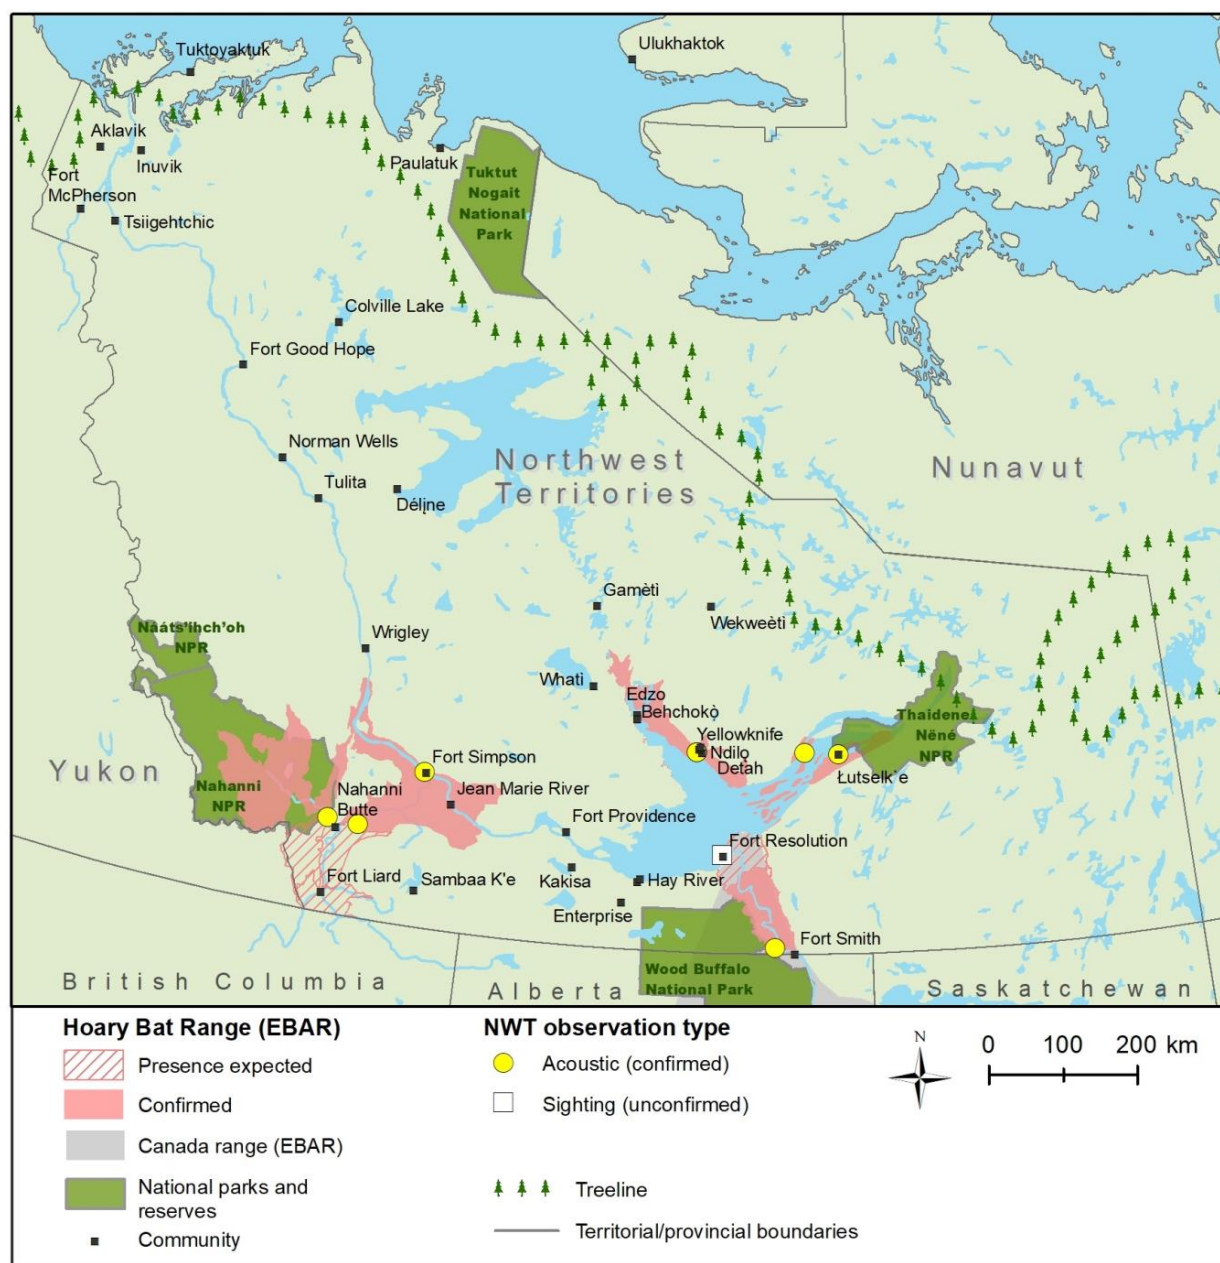 Tuktoyaktuk
Ulukhaktok
Aklavik
Inuvik
Paulatuk
Fort
McPherson
Tsiigehtchic
Tuktut
Nogait
National
Park
Colville Lake
Fort Good Hope
Norman Wells
Northwest
Territories
Nunavut
Tulita
Délı̨ne
Gamètì
Wekweètì
Nááts'ihch'oh
NPR
Wrigley
Whatì
Edzo
Behchokò
Yellowknife
Ndilǫ
Detah
Thaidene
Nëné
NPR
Łutselk'e
Yukon
Nahanni
NPR
Fort Simpson
Nahanni
Butte
Jean Marie River
Fort Providence
Fort Resolution
Fort Liard
Sambaa K'e
Kakisa
Hay River
Enterprise
Fort Smith
Wood Buffalo
National Park
British Columbia
Alberta
Saskatchewan
Hoary Bat Range (EBAR)
Presence expected
Confirmed
Canada range (EBAR)
National parks and
reserves
Community
NWT observation type
Acoustic (confirmed)
Sighting (unconfirmed)
Treeline
Territorial/provincial boundaries
N
0 100 200 km